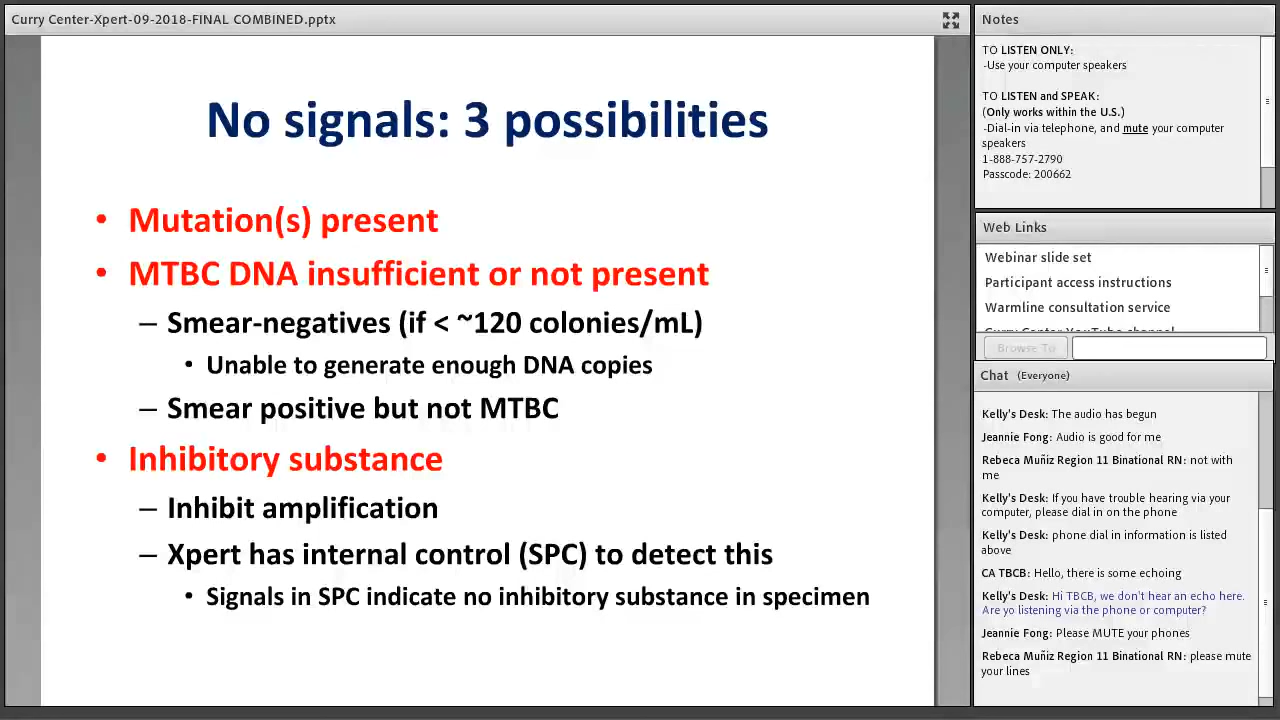 Curry Center-Xpert-09-2018-FINAL COMBINED.pptx
No signals: 3 possibilities
• Mutation(s) present
• MTBC DNA insufficient or not present
– Smear-negatives (if < ~120 colonies/mL)
• Unable to generate enough DNA copies
– Smear positive but not MTBC
• Inhibitory substance
– Inhibit amplification
– Xpert has internal control (SPC) to detect this
• Signals in SPC indicate no inhibitory substance in specimen
Notes
TO LISTEN ONLY:
-Use your computer speakers
TO LISTEN and SPEAK:
(Only works within the U.S.)
-Dial-in via telephone, and mute your computer
speakers
1-888-757-2790
Passcode: 200662
Web Links
Webinar slide set
Participant access instructions
Warmline consultation service
Curry Center YouTube channel
Browse To
Chat (Everyone)
Kelly's Desk: The audio has begun
Jeannie Fong: Audio is good for me
Rebeca Muñiz Region 11 Binational RN: not with
me
Kelly's Desk: If you have trouble hearing via your
computer, please dial in on the phone
Kelly's Desk: phone dial in information is listed
above
CA TBCB: Hello, there is some echoing
Kelly's Desk: Hi TBCB, we don't hear an echo here.
Are yo listening via the phone or computer?
Jeannie Fong: Please MUTE your phones
Rebeca Muñiz Region 11 Binational RN: please mute
your lines